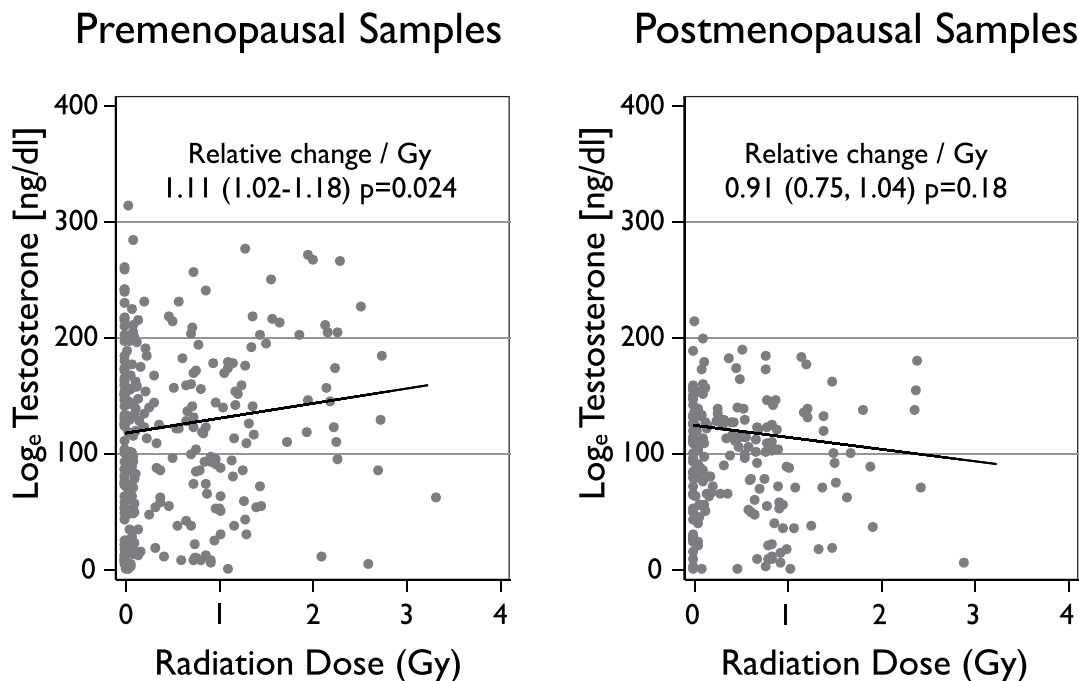 Premenopausal Samples
Postmenopausal Samples
Logₑ Testosterone [ng/dl]
400
300
200
100
0
Relative change / Gy
1.11 (1.02-1.18) p=0.024
0
1
2
3
4
Radiation Dose (Gy)
Logₑ Testosterone [ng/dl]
400
300
200
100
0
Relative change / Gy
0.91 (0.75, 1.04) p=0.18
0
1
2
3
4
Radiation Dose (Gy)